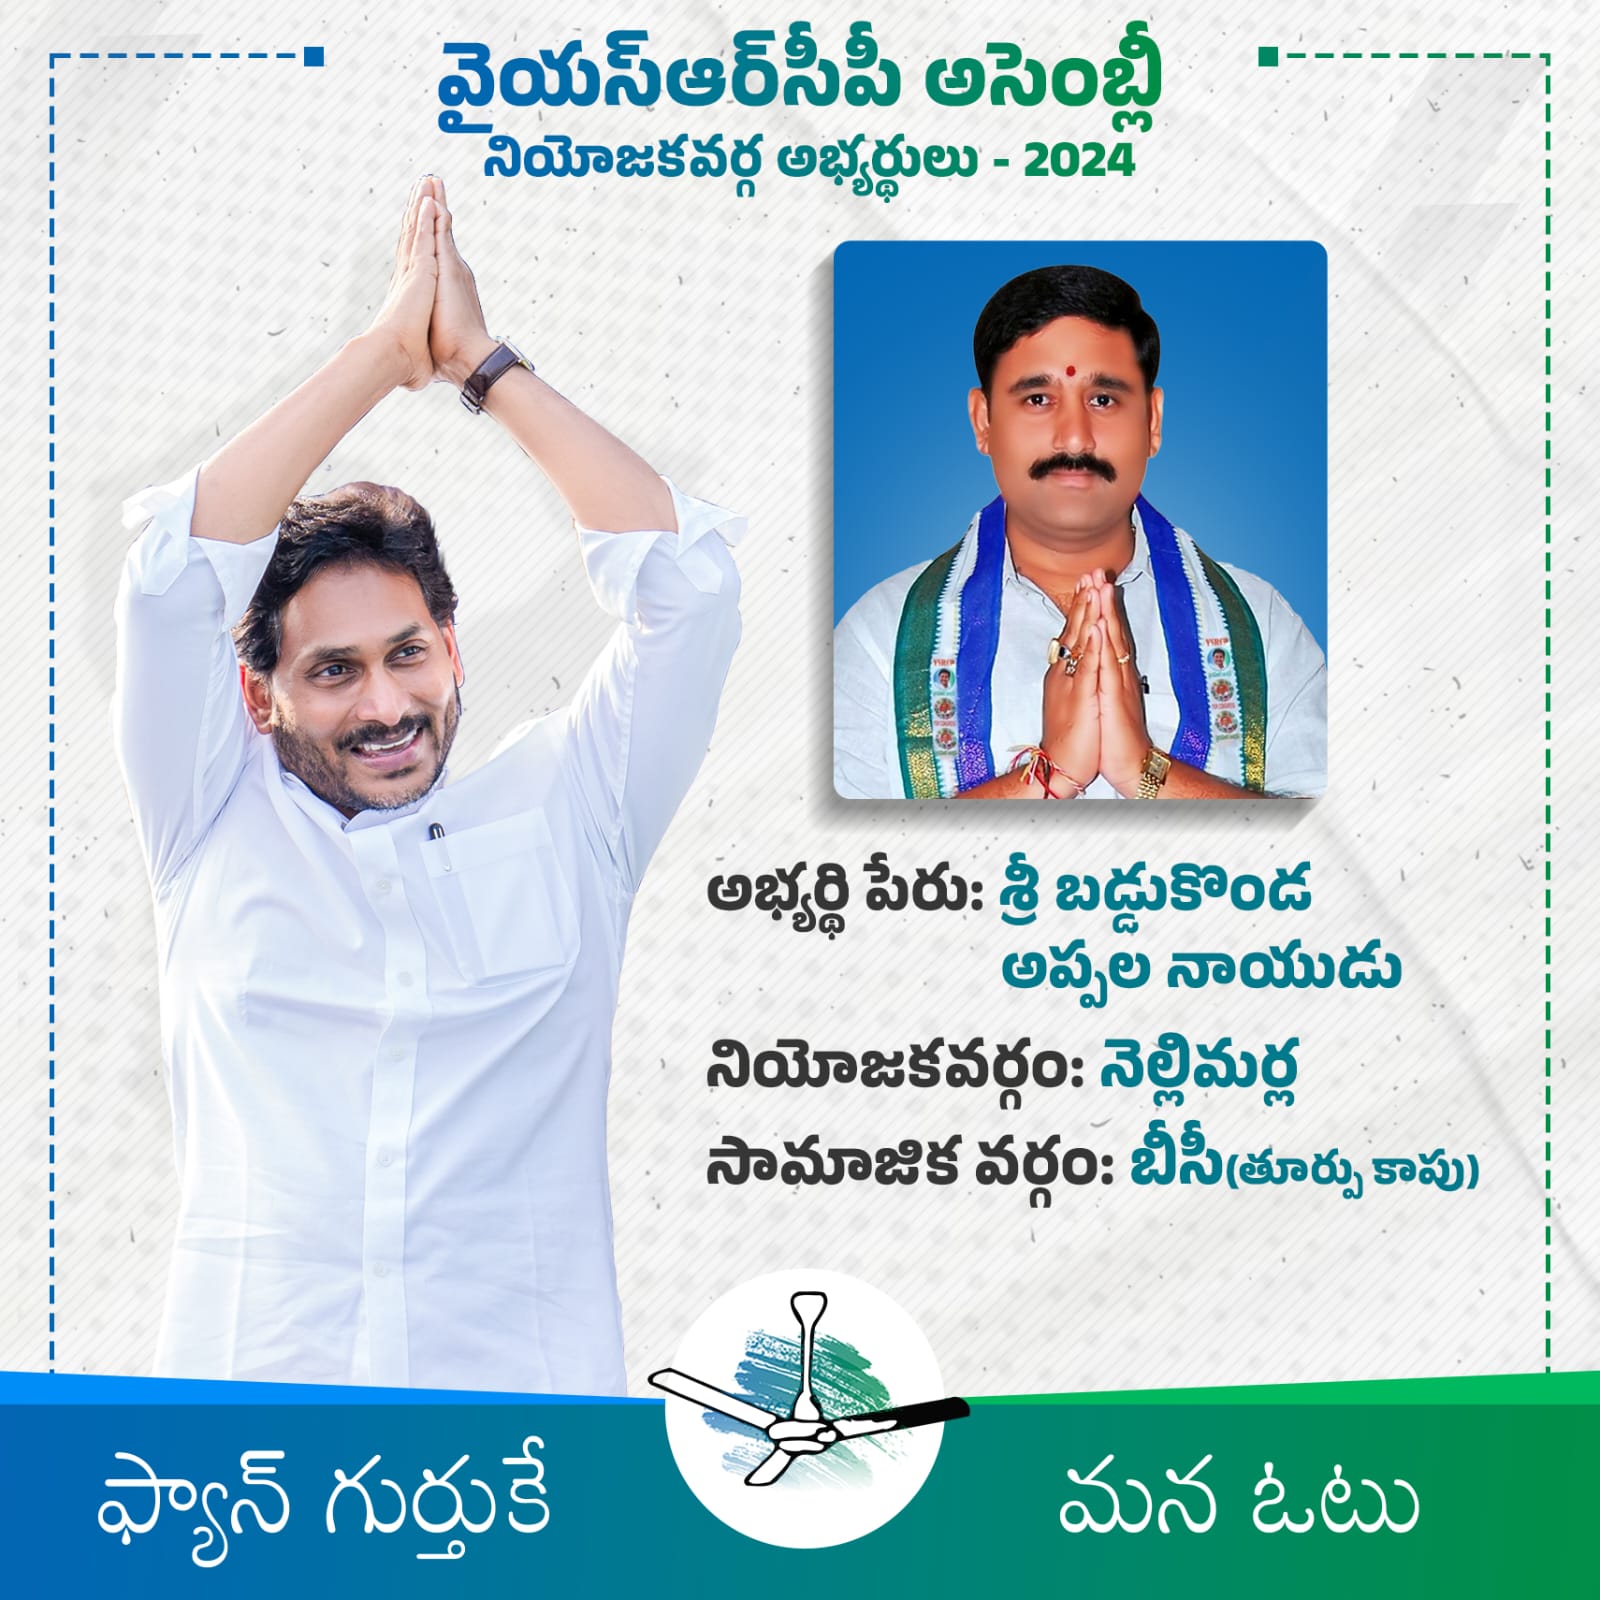 వైయస్ఆర్‌సీపీ అసెంబ్లీ
నియోజకవర్గ అభ్యర్థులు - 2024
అభ్యర్థి పేరు: శ్రీ బడ్డుకొండ
అప్పల నాయుడు
నియోజకవర్గం: నెల్లిమర్ల
సామాజిక వర్గం: బీసీ(తూర్పు కాపు)
ఫ్యాన్ గుర్తుకే
మన ఓటు